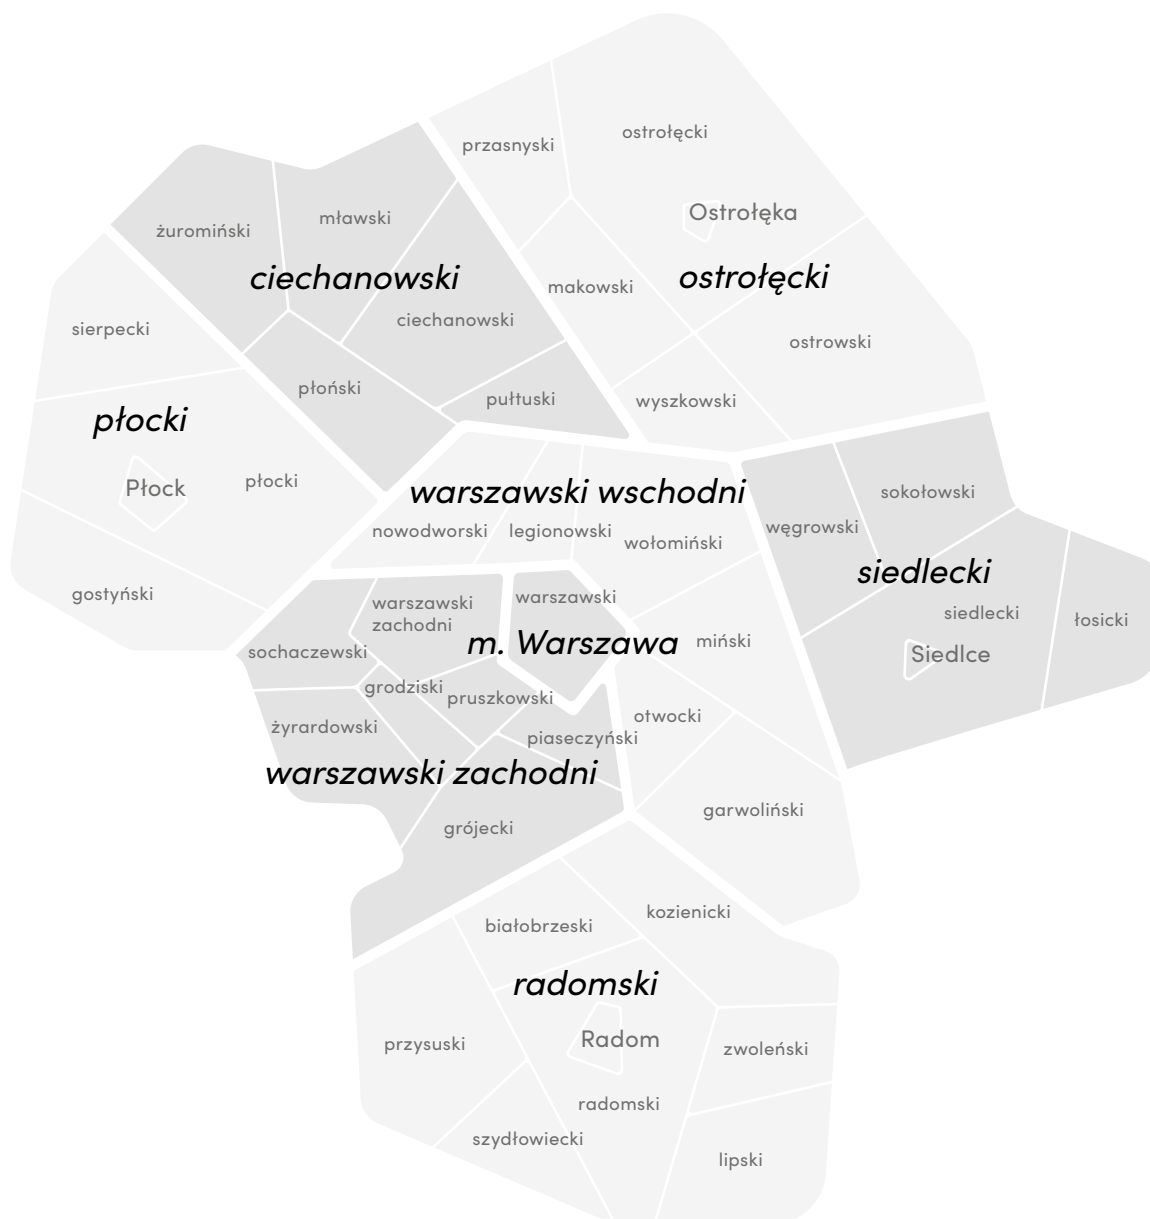 ostrołęcki
przasnyski
Ostrołęka
mławski
żuromiński
ciechanowski
ostrołęcki
makowski
ciechanowski
sierpecki
ostrowski
płoński
pułtuski
wyszkowski
płocki
płocki
Płock
warszawski wschodni
sokołowski
nowodworski
legionowski
wołomiński
węgrowski
siedlecki
gostyński
warszawski
zachodni
warszawski
siedlecki
łosicki
m. Warszawa
miński
sochaczewski
Siedlce
grodziski
pruszkowski
otwocki
żyrardowski
piaseczyński
warszawski zachodni
garwoliński
grójecki
kozienicki
białobrzeski
radomski
Radom
przysuski
zwoleński
radomski
szydłowiecki
lipski